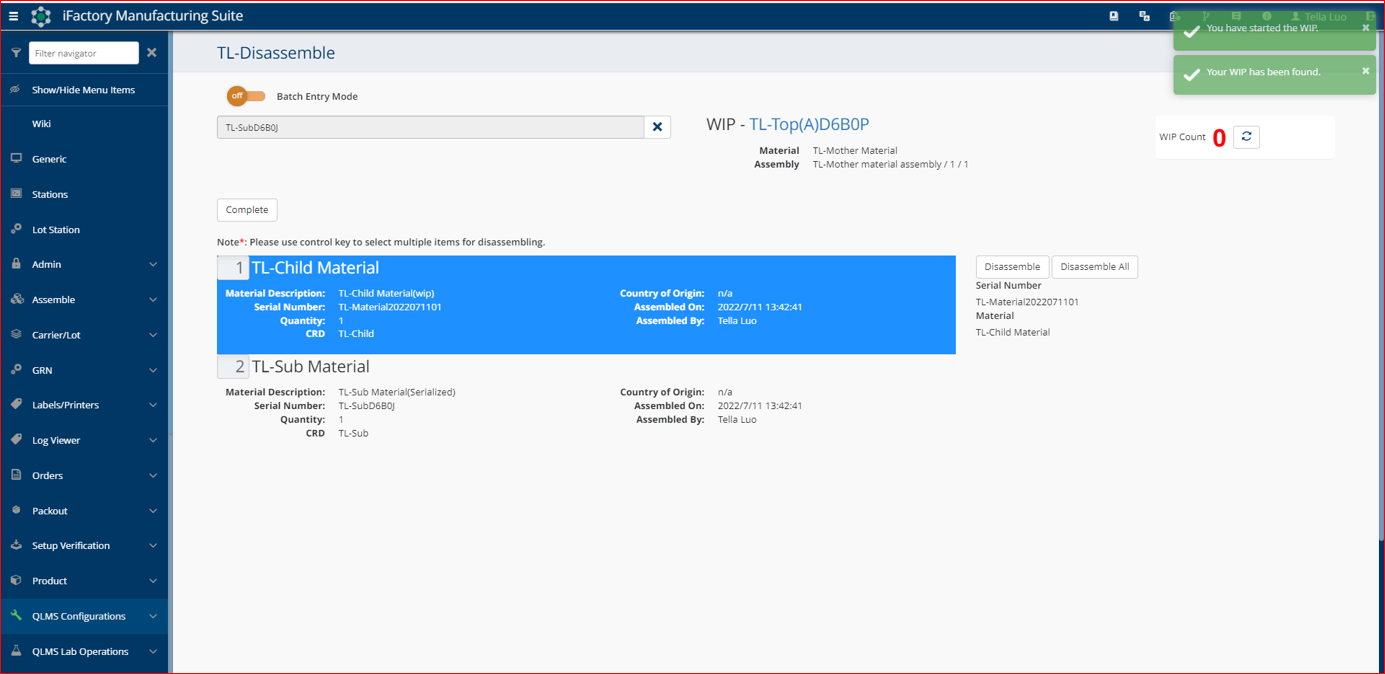 iFactory Manufacturing Suite
Tella Luo
You have started the WIP.
Your WIP has been found.
Filter navigator
Show/Hide Menu Items
Wiki
Generic
Stations
Lot Station
Admin
Assemble
Carrier/Lot
GRN
Labels/Printers
Log Viewer
Orders
Packout
Setup Verification
Product
QLMS Configurations
QLMS Lab Operations
TL-Disassemble
off Batch Entry Mode
TL-SubD6B0J
WIP - TL-Top(A)D6B0P
Material TL-Mother Material
Assembly TL-Mother material assembly / 1 / 1
WIP Count 0
Complete
Note*: Please use control key to select multiple items for disassembling.
1 TL-Child Material
Material Description: TL-Child Material(wip) Country of Origin: n/a
Serial Number: TL-Material2022071101 Assembled On: 2022/7/11 13:42:41
Quantity: 1 Assembled By: Tella Luo
CRD TL-Child
2 TL-Sub Material
Material Description: TL-Sub Material(Serialized) Country of Origin: n/a
Serial Number: TL-SubD6B0J Assembled On: 2022/7/11 13:42:41
Quantity: 1 Assembled By: Tella Luo
CRD TL-Sub
Disassemble Disassemble All
Serial Number
TL-Material2022071101
Material
TL-Child Material